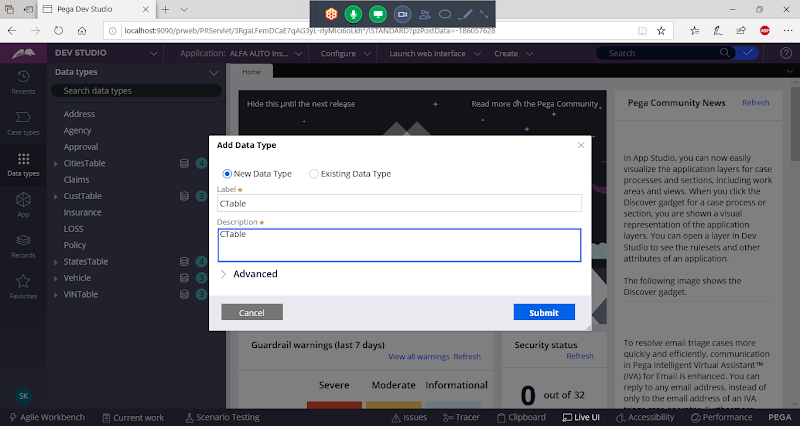 Pega Dev Studio
https://localhost:9090/prweb/PRServlet/3RgaLFemDCaE7qAG3yL-riyMIci6oLkh*/!STANDARD?pzPostData=-186057628
DEV STUDIO
Application: ALFA AUTO Ins...
Configure
Launch web interface
Create
Search
SK
Recents
Case types
Data types
App
Records
Favorites
SK
Data types
Search data types
Address
Agency
Approval
CitiesTable 4
Claims
CustTable 3
Insurance
LOSS
Policy
StatesTable 4
Vehicle 3
VINTable 3
Home
Hide this until the next release
Read more on the Pega Community
Add Data Type
New Data Type
Existing Data Type
Label
CTable
Description
CTable
Advanced
Cancel
Submit
Guardrail warnings (last 7 days)
View all warnings Refresh
Severe Moderate Informational
Security status
Refresh
0 out of 32
Pega Community News Refresh
In App Studio, you can now easily
visualize the application layers for case
processes and sections, including work
areas and views. When you click the
Discover gadget for a case process or
section, you are shown a visual
representation of the application
layers. You can open a layer in Dev
Studio to see the rulesets and other
attributes of an application.
The following image shows the
Discover gadget.
To resolve email triage cases more
quickly and efficiently, communication
in Pega Intelligent Virtual Assistant™
(IVA) for Email is enhanced. You can
reply to any email address, instead of
only to the email address of an IVA
Agile Workbench
Current work
Scenario Testing
Issues
Tracer
Clipboard
Live UI
Accessibility
Performance
PEGA